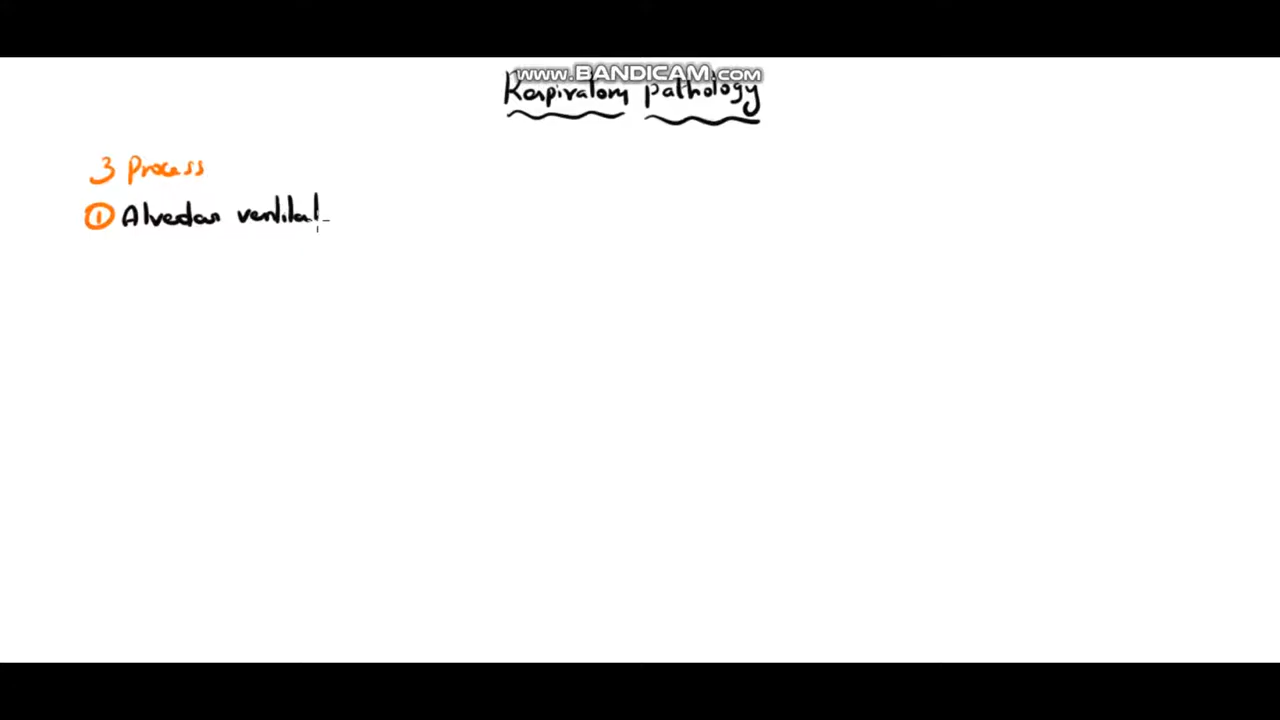 www.BANDICAM.com
Respiratory pathology
3 Process
① Alveolar ventilat